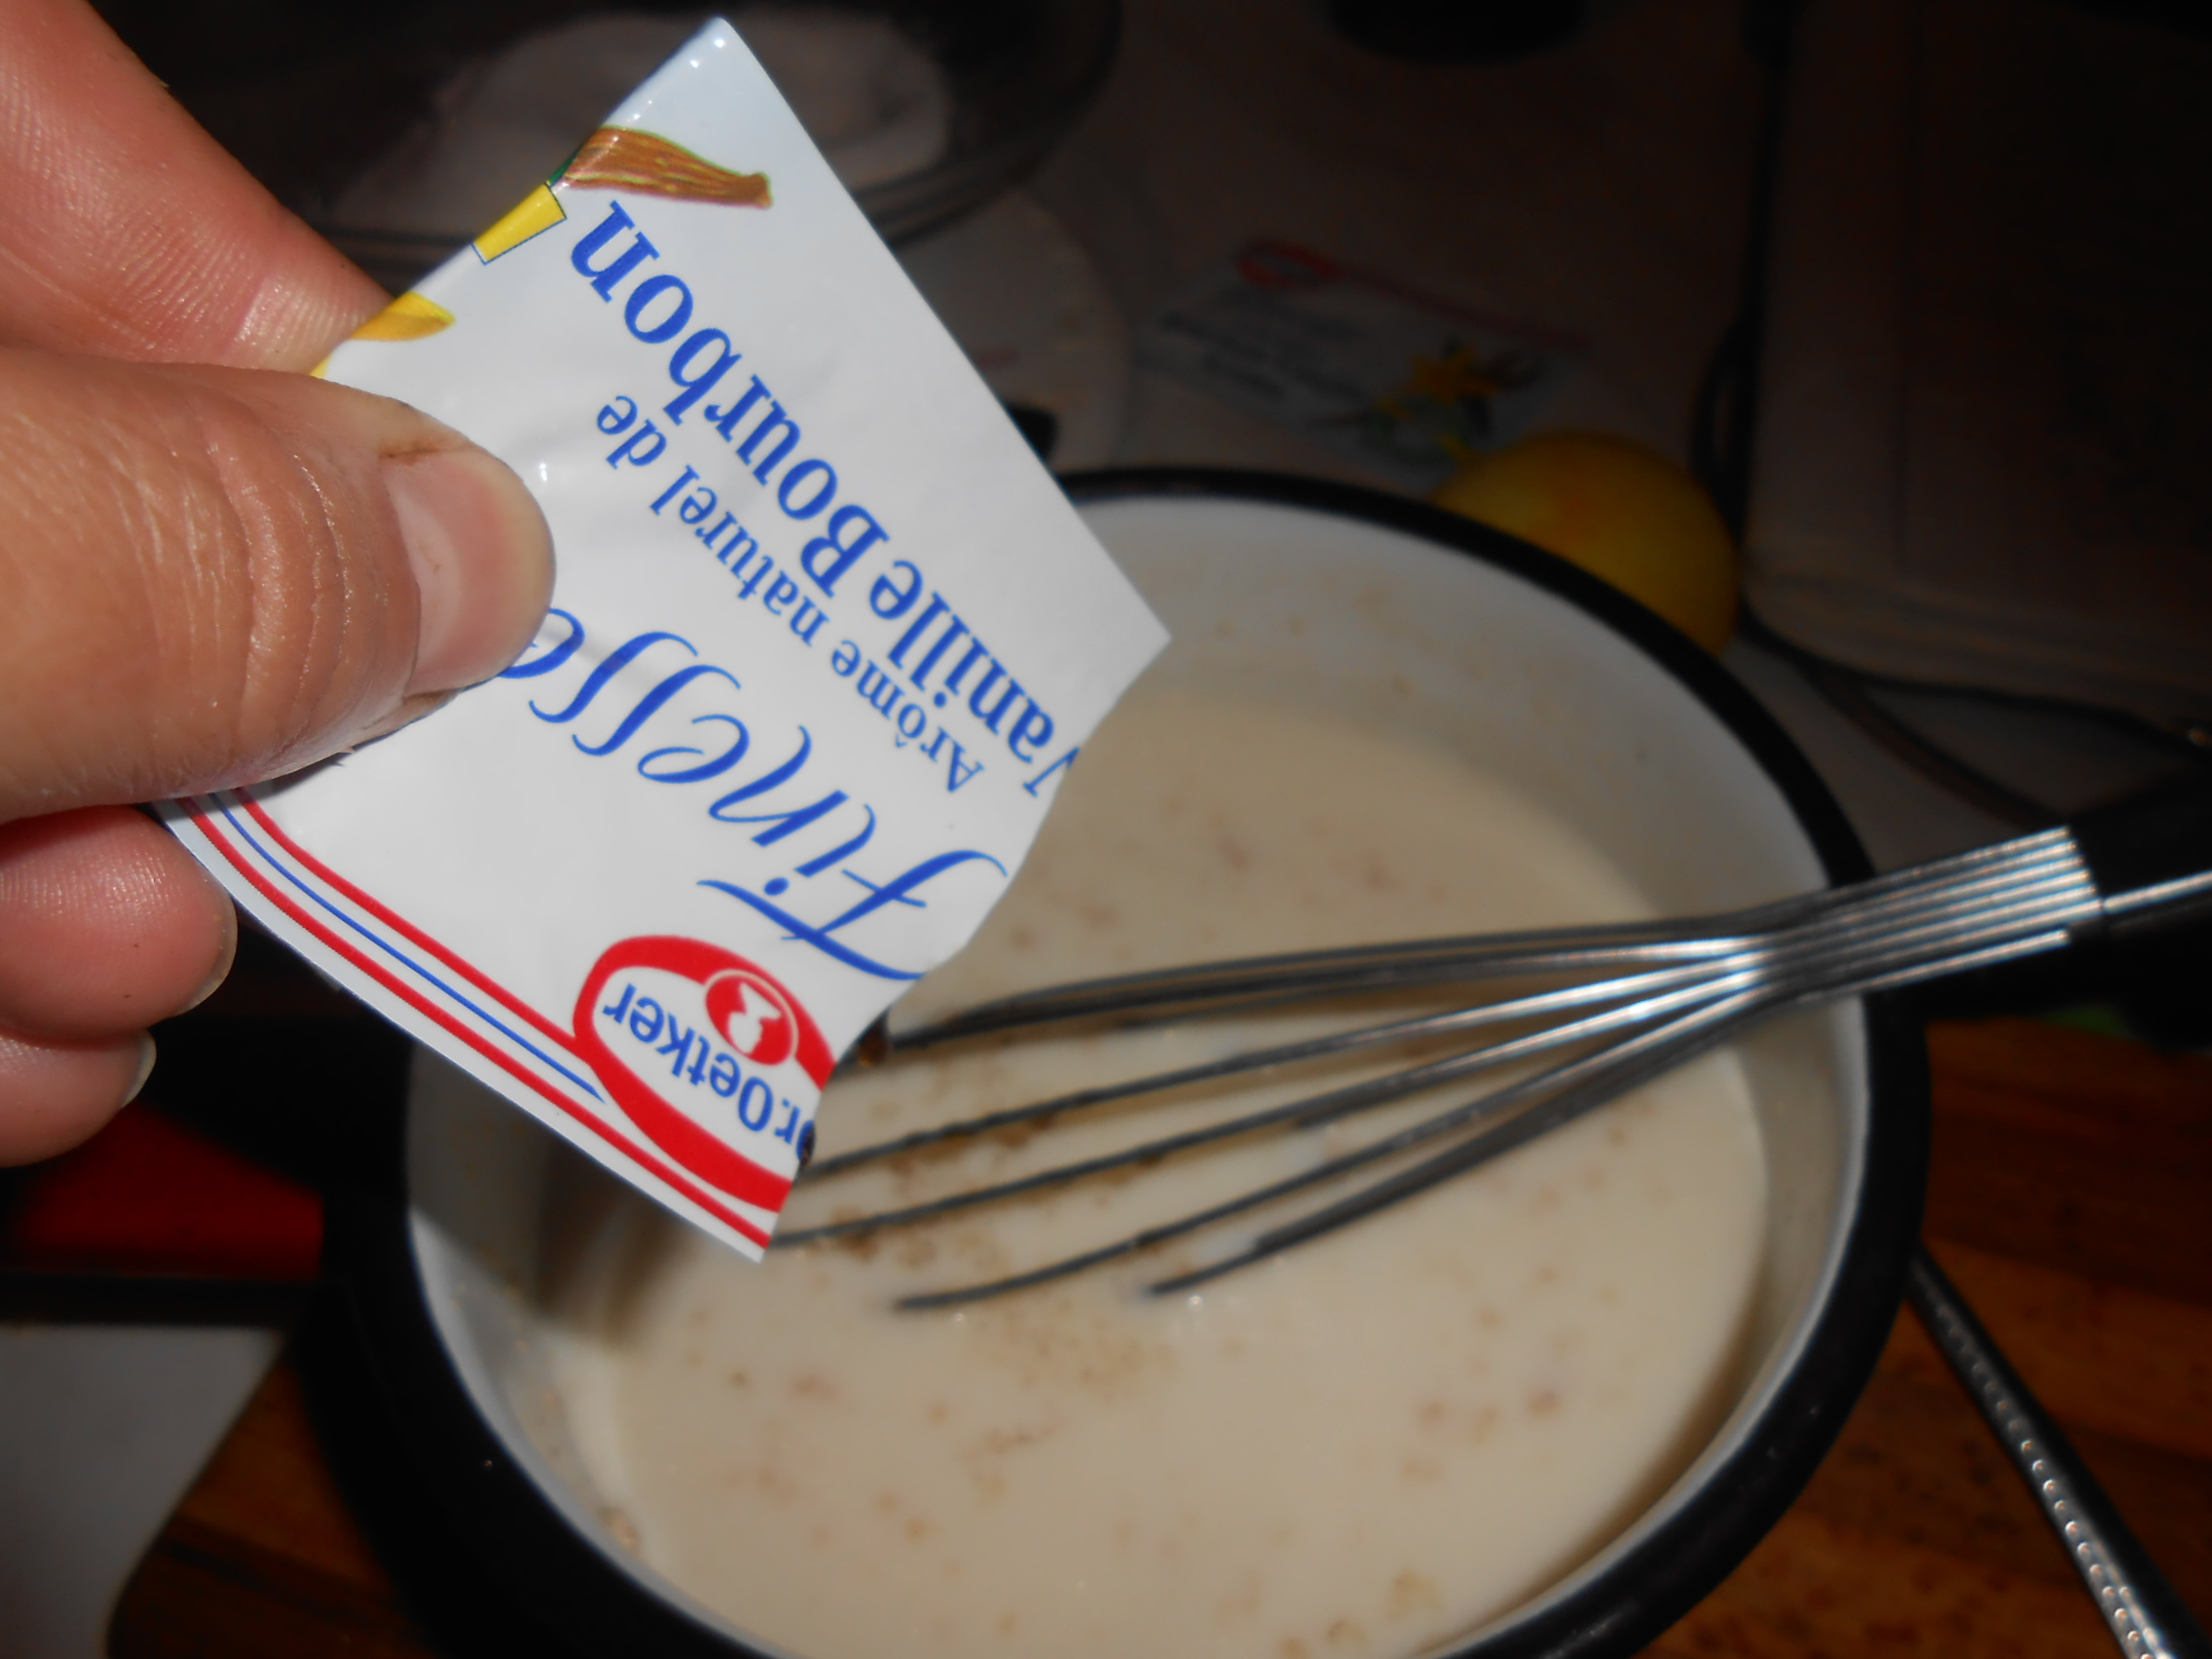 Dr.Oetker
Finesse
Arôme naturel de
Vanille Bourbon